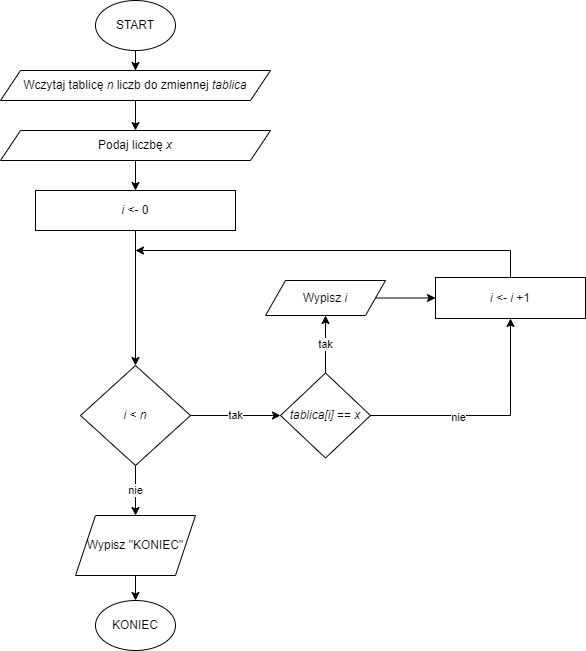 START
Wczytaj tablicę n liczb do zmiennej tablica
Podaj liczbę x
i <- 0
Wypisz i
i <- i +1
tak
i < n
tak
tablica[i] == x
nie
nie
Wypisz "KONIEC"
KONIEC